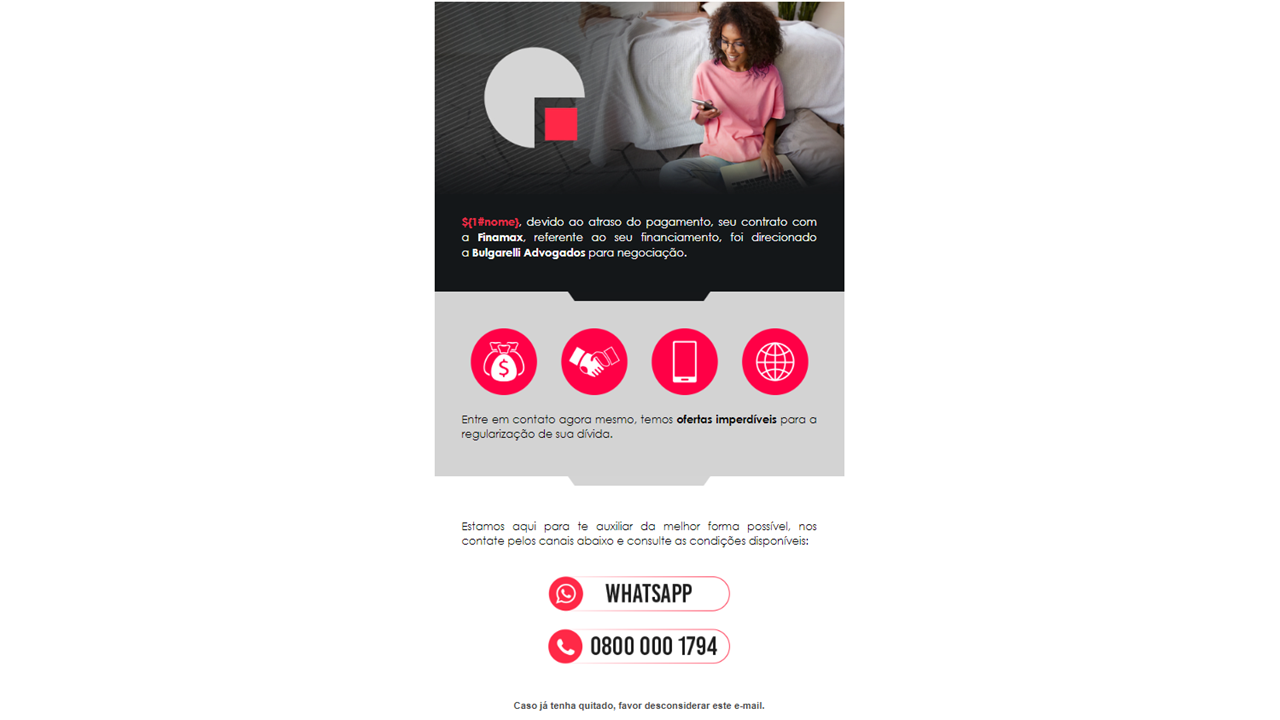 ${1#nome}, devido ao atraso do pagamento, seu contrato com
a Finamax, referente ao seu financiamento, foi direcionado
a Bulgarelli Advogados para negociação.
Entre em contato agora mesmo, temos ofertas imperdíveis para a
regularização de sua dívida.
Estamos aqui para te auxiliar da melhor forma possível, nos
contate pelos canais abaixo e consulte as condições disponíveis:
WHATSAPP
0800 000 1794
Caso já tenha quitado, favor desconsiderar este e-mail.